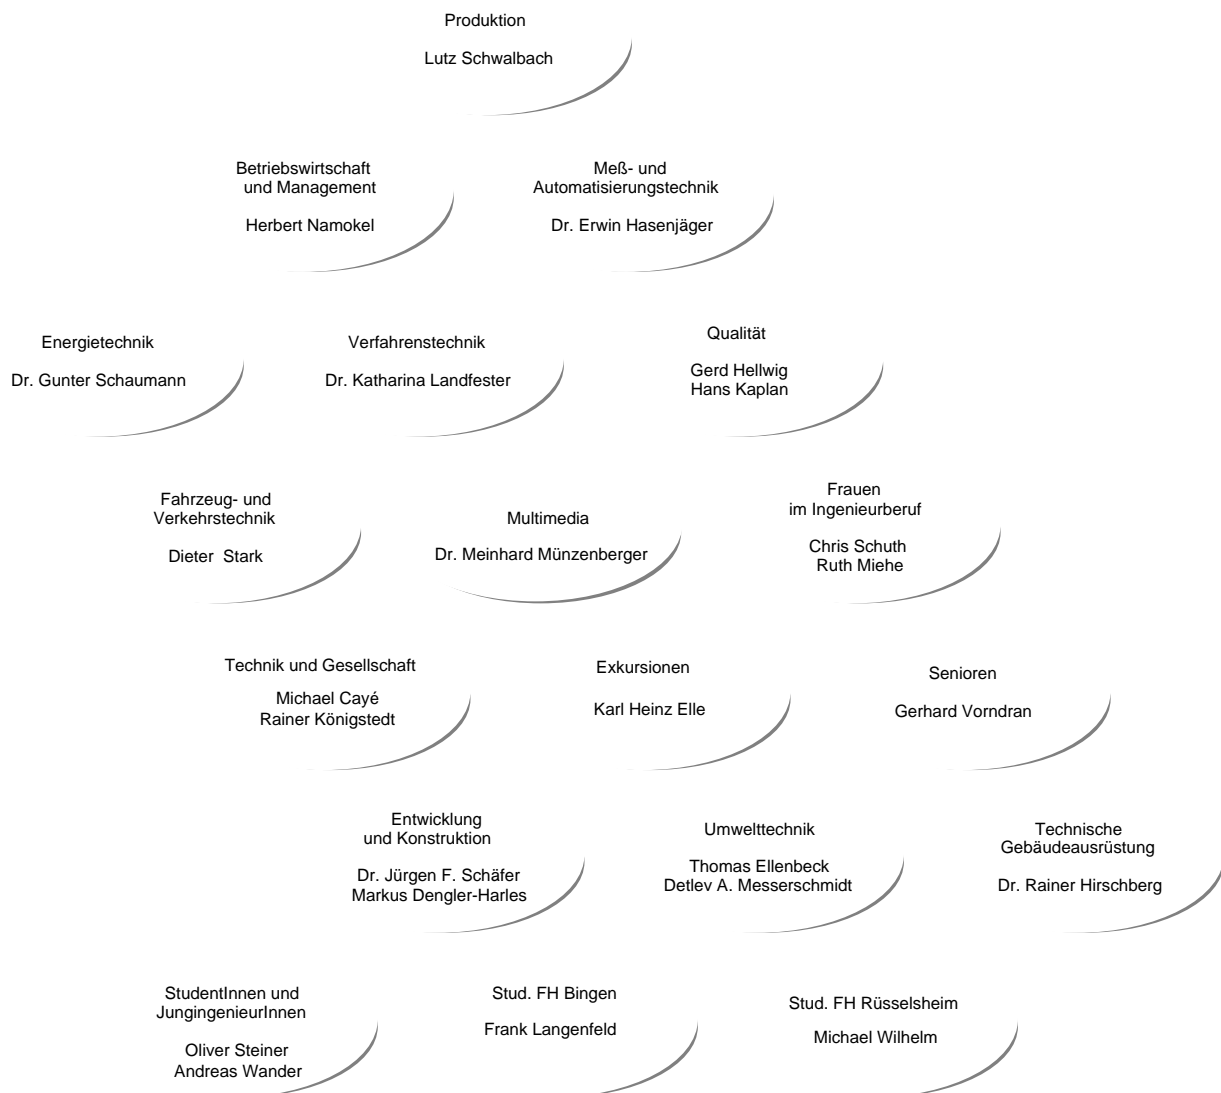 Produktion
Lutz Schwalbach
Betriebswirtschaft
und Management
Herbert Namokel
Meß- und
Automatisierungstechnik
Dr. Erwin Hasenjäger
Energietechnik
Dr. Gunter Schaumann
Verfahrenstechnik
Dr. Katharina Landfester
Qualität
Gerd Hellwig
Hans Kaplan
Fahrzeug- und
Verkehrstechnik
Dieter Stark
Multimedia
Dr. Meinhard Münzenberger
Frauen
im Ingenieurberuf
Chris Schuth
Ruth Miehe
Technik und Gesellschaft
Michael Cayé
Rainer Königstedt
Exkursionen
Karl Heinz Elle
Senioren
Gerhard Vorndran
Entwicklung
und Konstruktion
Dr. Jürgen F. Schäfer
Markus Dengler-Harles
Umwelttechnik
Thomas Ellenbeck
Detlev A. Messerschmidt
Technische
Gebäudeausrüstung
Dr. Rainer Hirschberg
StudentInnen und
JungingenieurInnen
Oliver Steiner
Andreas Wander
Stud. FH Bingen
Frank Langenfeld
Stud. FH Rüsselsheim
Michael Wilhelm